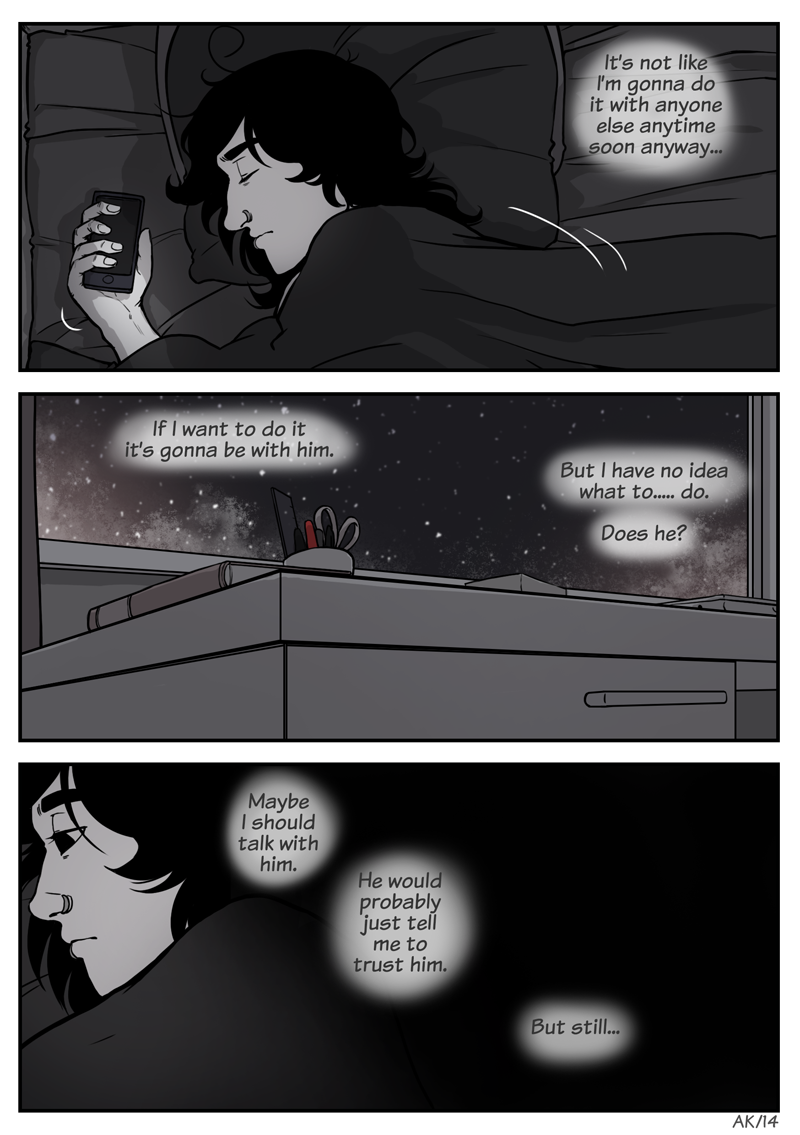 It's not like
I'm gonna do
it with anyone
else anytime
soon anyway...
If I want to do it
it's gonna be with him.
But I have no idea
what to..... do.
Does he?
Maybe
I should
talk with
him.
He would
probably
just tell
me to
trust him.
But still...
AK/14